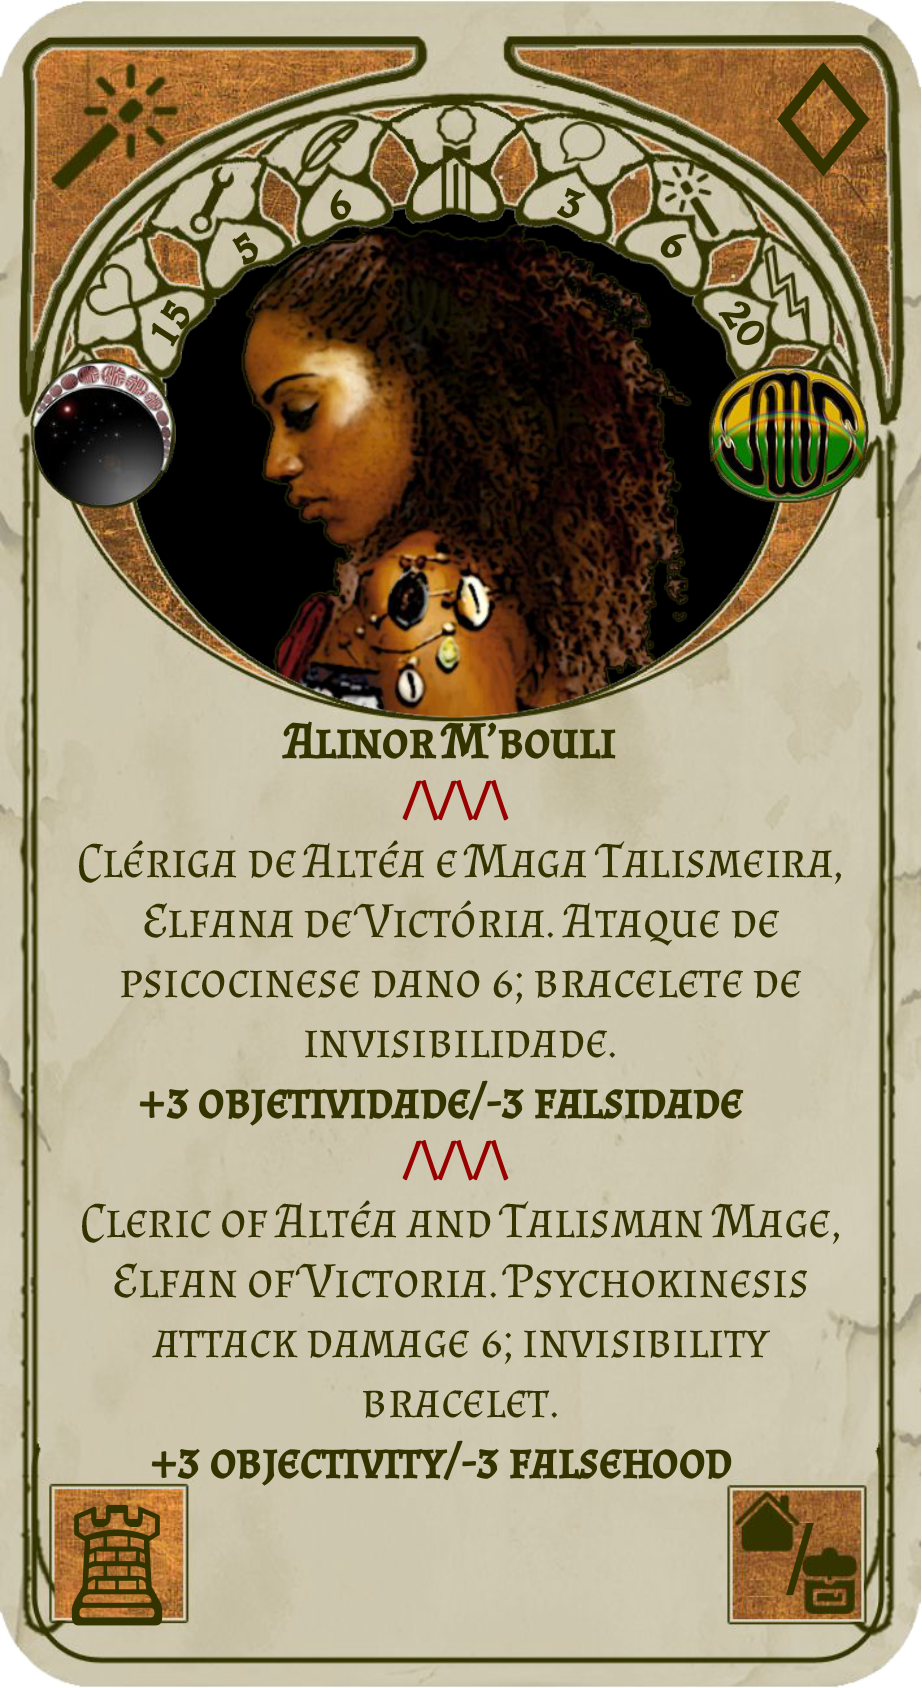 15
5
6
III
3
6
20
Alinor M'bouli
Clériga de Altéa e Maga Talismeira,
Elfana de Victória. Ataque de
psicocinese dano 6; bracelete de
invisibilidade.
+3 objetividade/-3 falsidade
Cleric of Altéa and Talisman Mage,
Elfan of Victoria. Psychokinesis
attack damage 6; invisibility
bracelet.
+3 objectivity/-3 falsehood